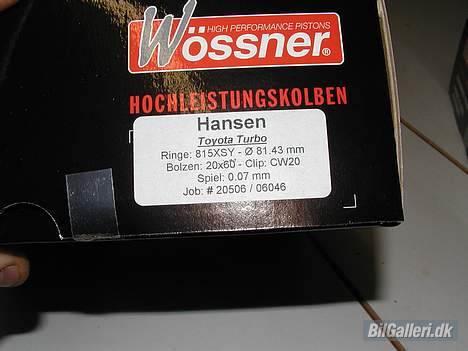 HIGH PERFORMANCE PISTONS
Wössner®
HOCHLEISTUNGSKOLBEN
Hansen
Toyota Turbo
Ringe: 815XSY - Ø 81.43 mm
Bolzen: 20x60 - Clip: CW20
Spiel: 0.07 mm
Job: # 20506 / 06046
BilGalleri.dk